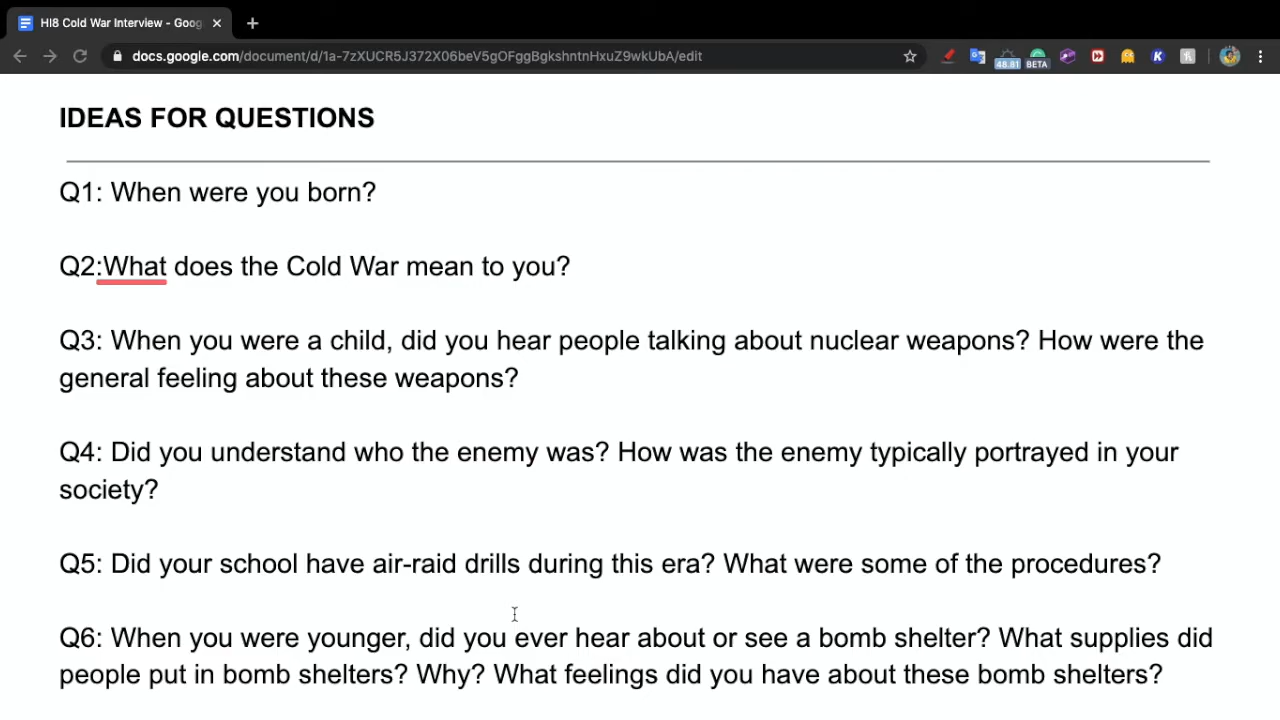 HI8 Cold War Interview - Goog
docs.google.com/document/d/1a-7zXUCR5J372X06beV5gOFggBgkshntnHxuZ9wkUbA/edit
48.81 BETA K
IDEAS FOR QUESTIONS
Q1: When were you born?
Q2:What does the Cold War mean to you?
Q3: When you were a child, did you hear people talking about nuclear weapons? How were the
general feeling about these weapons?
Q4: Did you understand who the enemy was? How was the enemy typically portrayed in your
society?
Q5: Did your school have air-raid drills during this era? What were some of the procedures?
Q6: When you were younger, did you ever hear about or see a bomb shelter? What supplies did
people put in bomb shelters? Why? What feelings did you have about these bomb shelters?